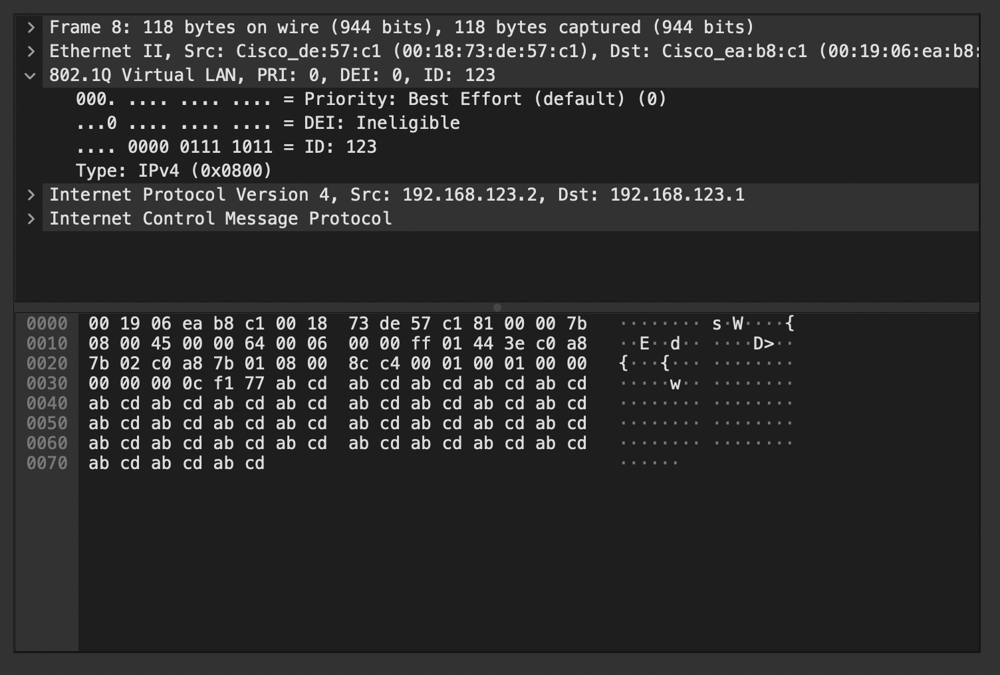 Frame 8: 118 bytes on wire (944 bits), 118 bytes captured (944 bits)
Ethernet II, Src: Cisco_de:57:c1 (00:18:73:de:57:c1), Dst: Cisco_ea:b8:c1 (00:19:06:ea:b8:
802.1Q Virtual LAN, PRI: 0, DEI: 0, ID: 123
000. .... .... .... = Priority: Best Effort (default) (0)
...0 .... .... .... = DEI: Ineligible
.... 0000 0111 1011 = ID: 123
Type: IPv4 (0x0800)
Internet Protocol Version 4, Src: 192.168.123.2, Dst: 192.168.123.1
Internet Control Message Protocol
0000 00 19 06 ea b8 c1 00 18 73 de 57 c1 81 00 00 7b ········ s·W····{
0010 08 00 45 00 00 64 00 06 00 00 ff 01 44 3e c0 a8 ··E··d·· ····D>··
0020 7b 02 c0 a8 7b 01 08 00 8c c4 00 01 00 01 00 00 {···{··· ········
0030 00 00 00 0c f1 77 ab cd ab cd ab cd ab cd ab cd ·····w·· ········
0040 ab cd ab cd ab cd ab cd ab cd ab cd ab cd ab cd ········ ········
0050 ab cd ab cd ab cd ab cd ab cd ab cd ab cd ab cd ········ ········
0060 ab cd ab cd ab cd ab cd ab cd ab cd ab cd ab cd ········ ········
0070 ab cd ab cd ab cd ······